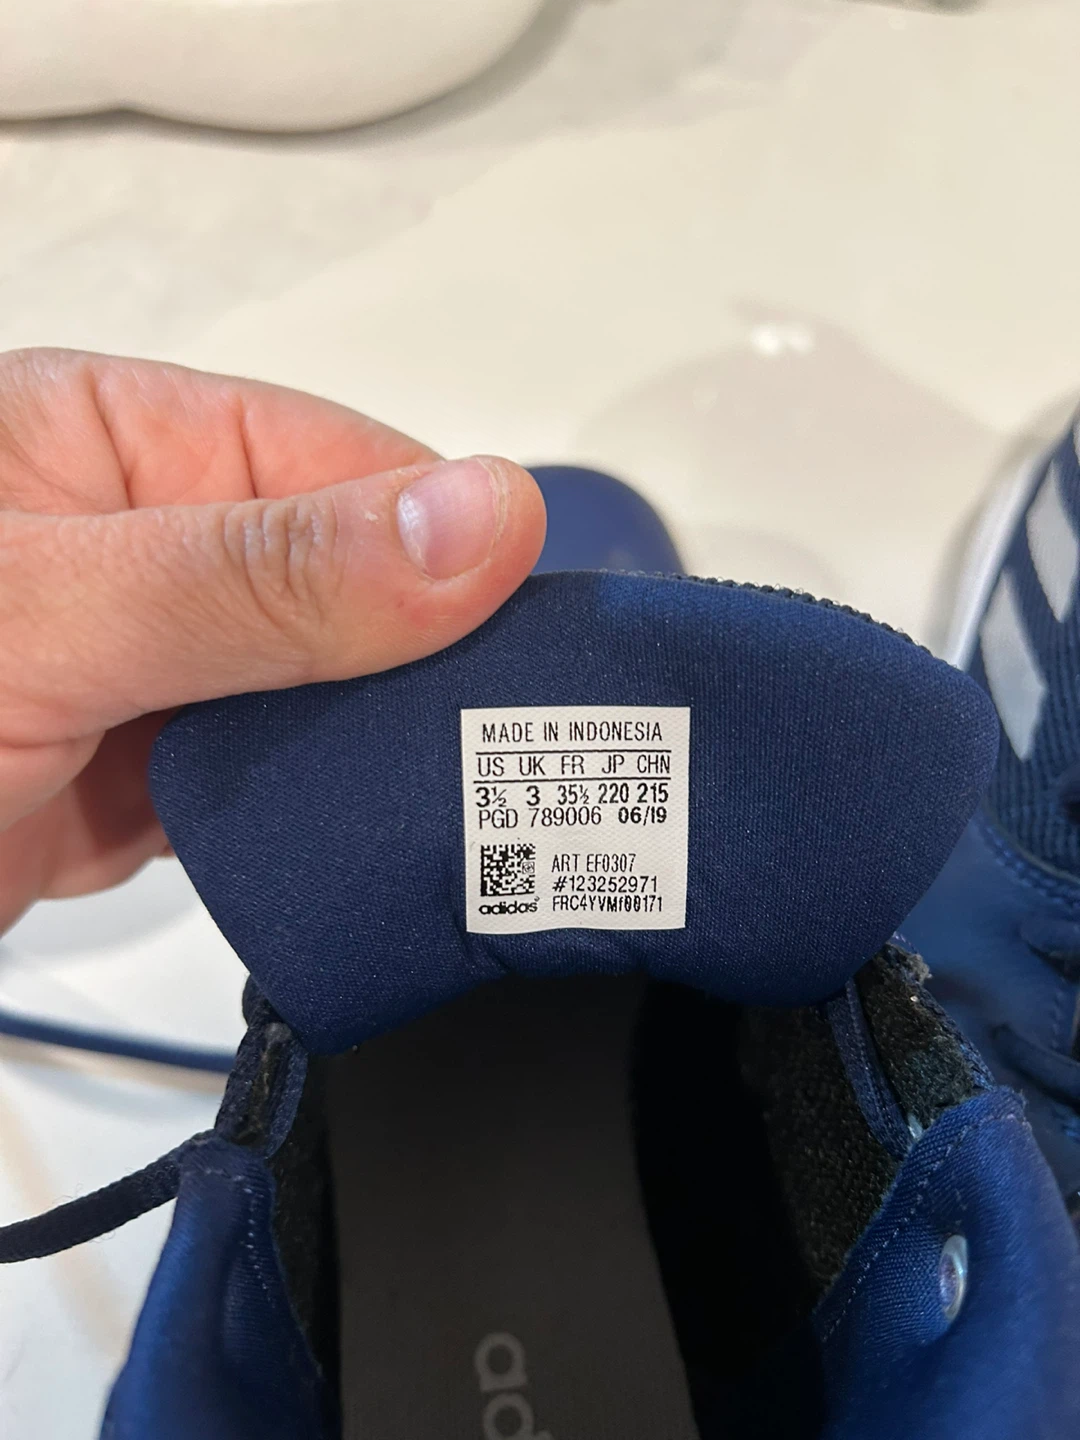 MADE IN INDONESIA
US UK FR JP CHN
3½ 3 35½ 220 215
PGD 789006 06/19
ART EF0307
#123252971
adidas FRC4YVMf00171
ad